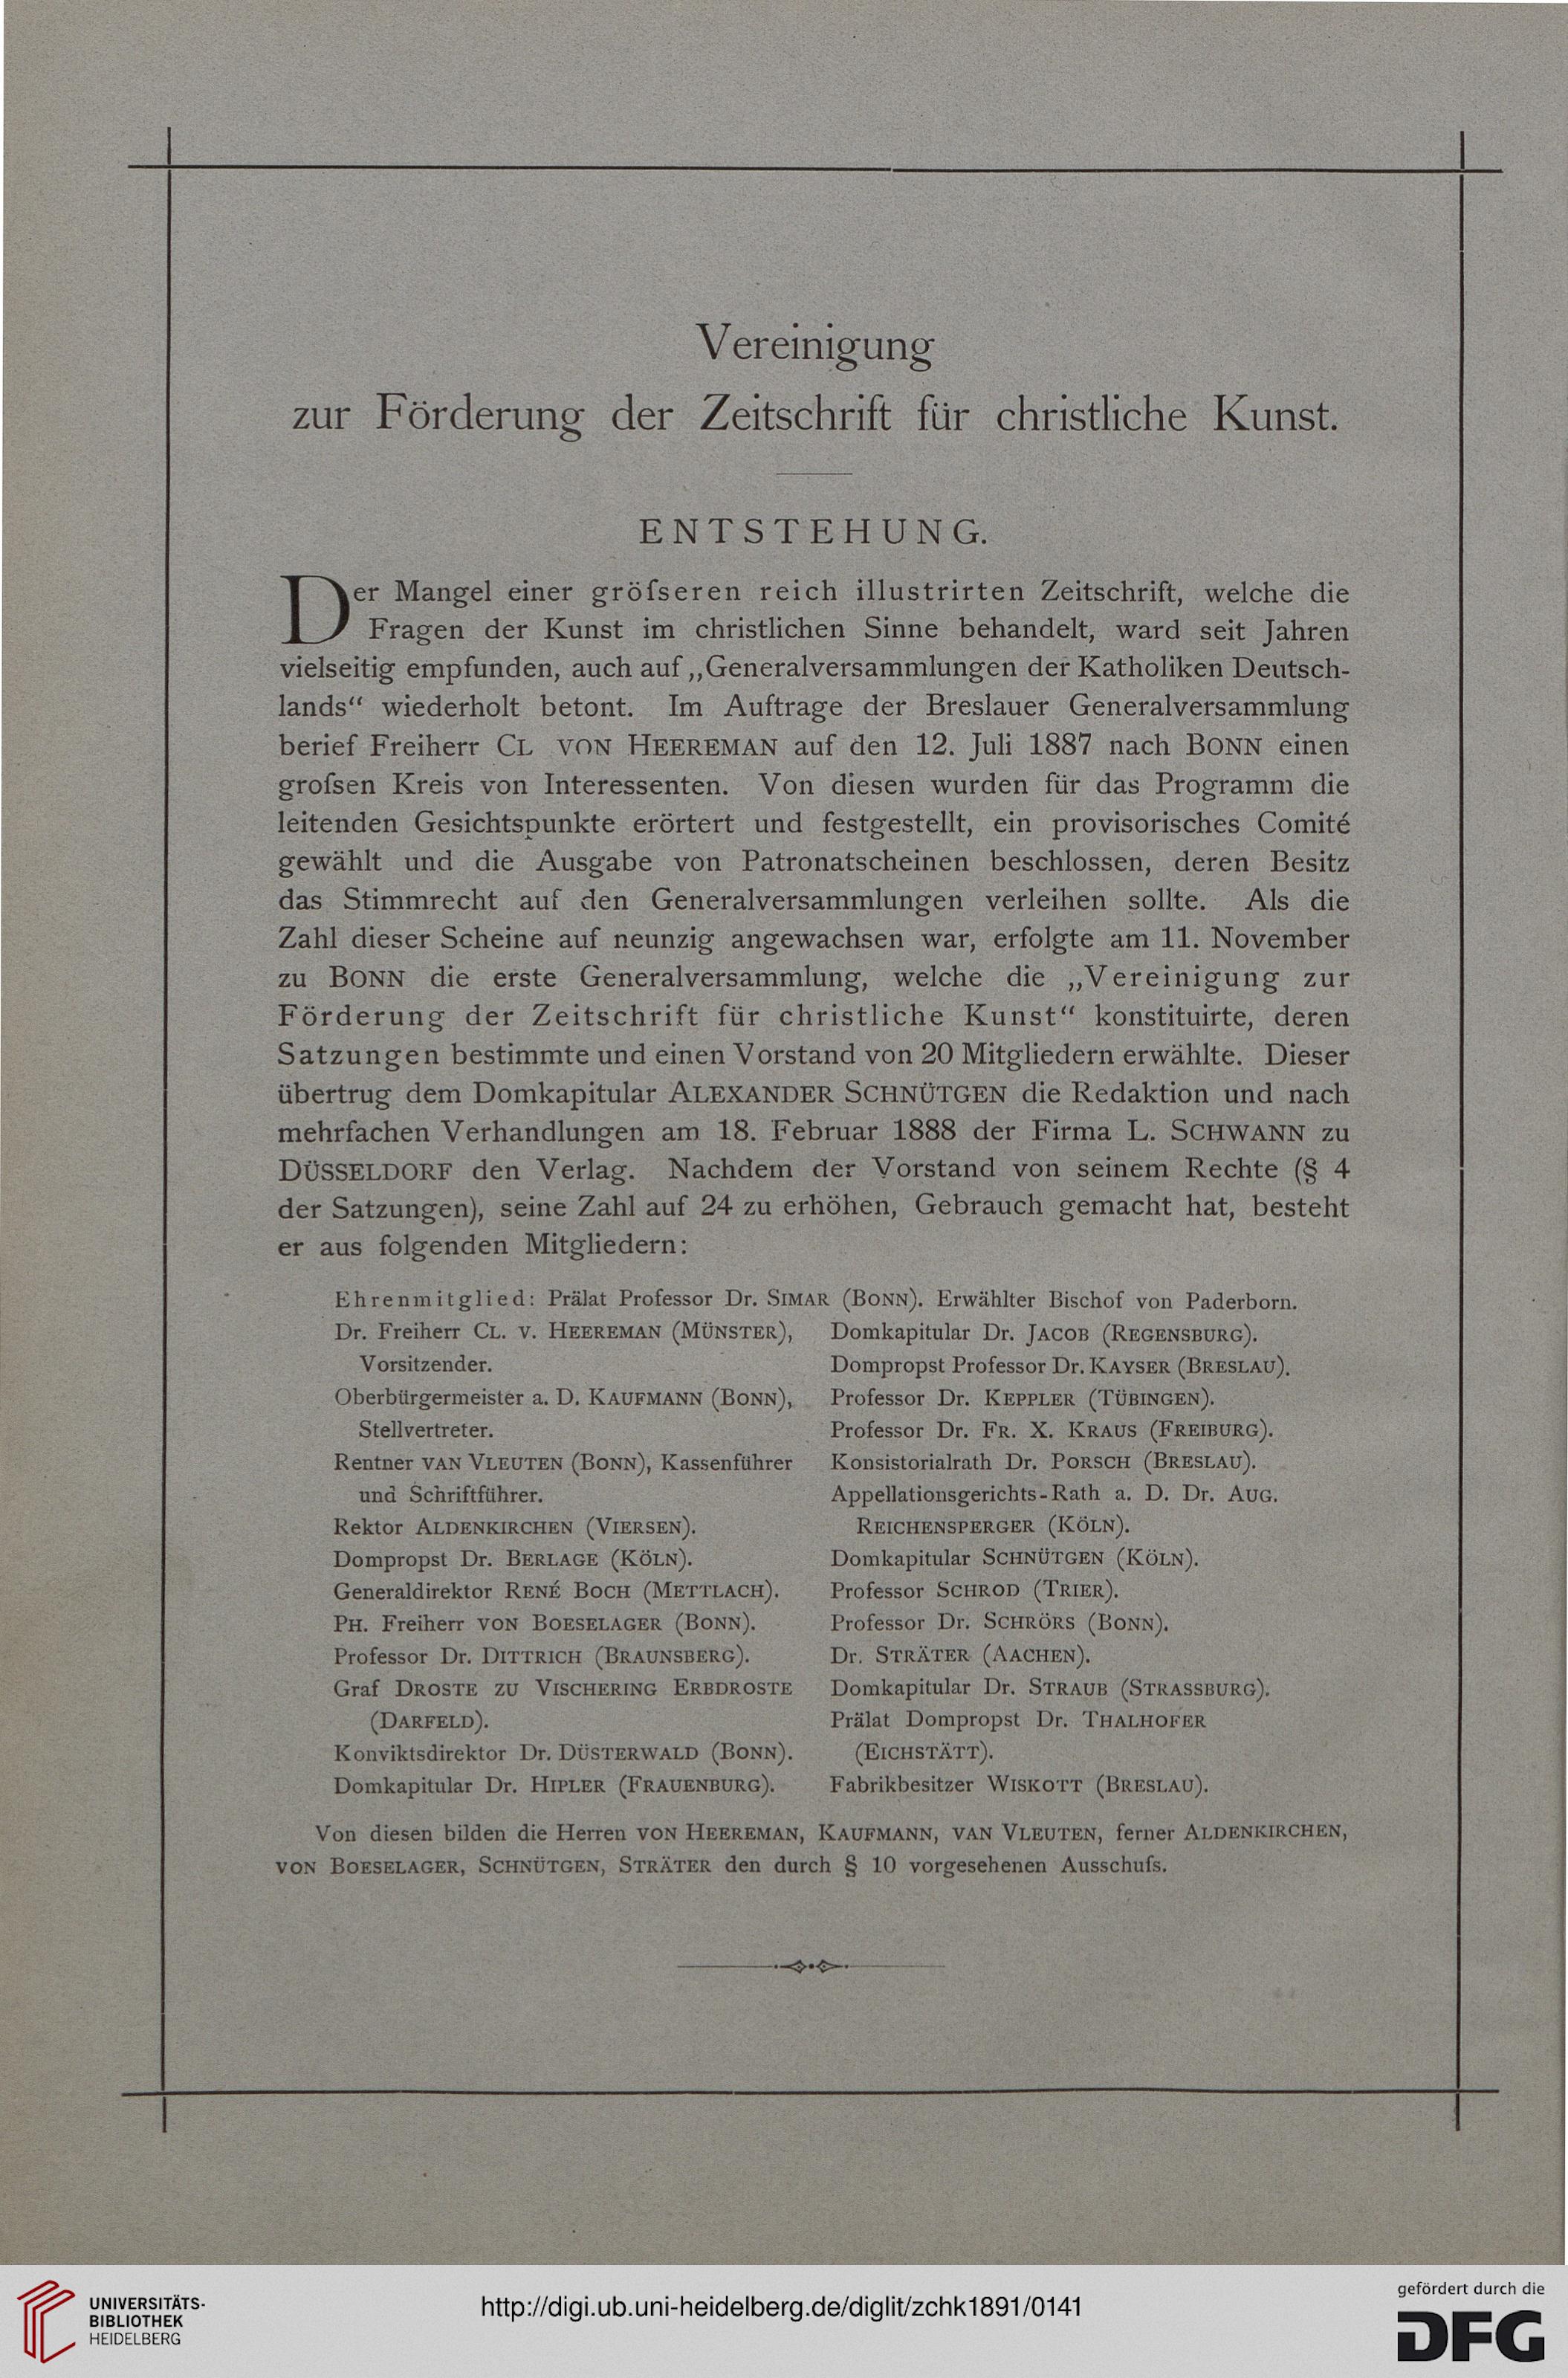 Vereinigung
zur Förderung der Zeitschrift für christliche Kunst.
ENTSTEHUNG.
Der Mangel einer gröſseren reich illustrirten Zeitschrift, welche die
Fragen der Kunst im christlichen Sinne behandelt, ward seit Jahren
vielseitig empfunden, auch auf „Generalversammlungen der Katholiken Deutsch-
lands“ wiederholt betont. Im Auftrage der Breslauer Generalversammlung
berief Freiherr CL VON HEEREMAN auf den 12. Juli 1887 nach BONN einen
groſsen Kreis von Interessenten. Von diesen wurden für das Programm die
leitenden Gesichtspunkte erörtert und festgestellt, ein provisorisches Comité
gewählt und die Ausgabe von Patronatscheinen beschlossen, deren Besitz
das Stimmrecht auf den Generalversammlungen verleihen sollte. Als die
Zahl dieser Scheine auf neunzig angewachsen war, erfolgte am 11. November
zu BONN die erste Generalversammlung, welche die „Vereinigung zur
Förderung der Zeitschrift für christliche Kunst“ konstituirte, deren
Satzungen bestimmte und einen Vorstand von 20 Mitgliedern erwählte. Dieser
übertrug dem Domkapitular ALEXANDER SCHNÜTGEN die Redaktion und nach
mehrfachen Verhandlungen am 18. Februar 1888 der Firma L. SCHWANN zu
DÜSSELDORF den Verlag. Nachdem der Vorstand von seinem Rechte (§ 4
der Satzungen), seine Zahl auf 24 zu erhöhen, Gebrauch gemacht hat, besteht
er aus folgenden Mitgliedern:
Ehrenmitglied: Prälat Professor Dr. SIMAR (BONN). Erwählter Bischof von Paderborn.
Dr. Freiherr CL. V. HEEREMAN (MÜNSTER),
Vorsitzender.
Oberbürgermeister a. D. KAUFMANN (BONN),
Stellvertreter.
Rentner VAN VLEUTEN (BONN), Kassenführer
und Schriftführer.
Rektor ALDENKIRCHEN (VIERSEN).
Dompropst Dr. BERLAGE (KÖLN).
Generaldirektor RENÉ BOCH (METTLACH).
PH. Freiherr VON BOESELAGER (BONN).
Professor Dr. DITTRICH (BRAUNSBERG).
Graf DROSTE ZU VISCHERING ERBDROSTE
(DARFELD).
Konviktsdirektor Dr. DÜSTERWALD (BONN).
Domkapitular Dr. HIPLER (FRAUENBURG).
Domkapitular Dr. JACOB (REGENSBURG).
Dompropst Professor Dr. KAYSER (BRESLAU).
Professor Dr. KEPPLER (TÜBINGEN).
Professor Dr. FR. X. KRAUS (FREIBURG).
Konsistorialrath Dr. PORSCH (BRESLAU).
Appellationsgerichts-Rath a. D. Dr. AUG.
REICHENSPERGER (KÖLN).
Domkapitular SCHNÜTGEN (KÖLN).
Professor SCHROD (TRIER).
Professor Dr. SCHRÖRS (BONN).
Dr. STRÄTER (AACHEN).
Domkapitular Dr. STRAUB (STRASSBURG).
Prälat Dompropst Dr. THALHOFER
(EICHSTÄTT).
Fabrikbesitzer WISKOTT (BRESLAU).
Von diesen bilden die Herren VON HEEREMAN, KAUFMANN, VAN VLEUTEN, ferner ALDENKIRCHEN,
VON BOESELAGER, SCHNÜTGEN, STRÄTER den durch § 10 vorgesehenen Ausschuſs.
UNIVERSITÄTS-
BIBLIOTHEK
HEIDELBERG
http://digi.ub.uni-heidelberg.de/diglit/zchk1891/0141
gefördert durch die
DFG